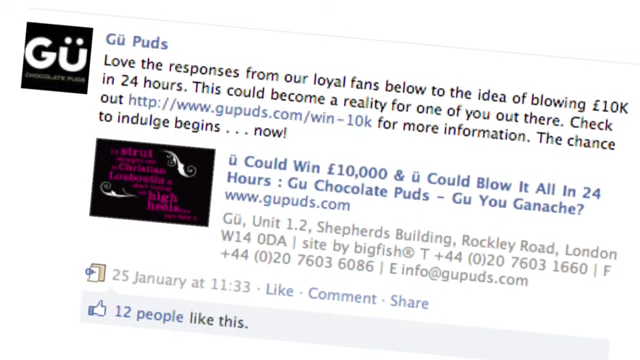 GÜ
CHOCOLATE PUDS
Gü Puds
Love the responses from our loyal fans below to the idea of blowing £10K
in 24 hours. This could become a reality for one of you out there. Check
out http://www.gupuds.com/win-10k for more information. The chance
to indulge begins . . . now!
strut
straight out
in Christian
Louboutin &
start laying
high
heels
ü Could Win £10,000 & ü Could Blow It All In 24
Hours : Gu Chocolate Puds - Gu You Ganache?
www.gupuds.com
Gü, Unit 1.2, Shepherds Building, Rockley Road, London
W14 0DA | site by bigfish® T +44 (0)20 7603 1660 | F
+44 (0)20 7603 6086 | E info@gupuds.com
25 January at 11:33 · Like · Comment · Share
12 people like this.